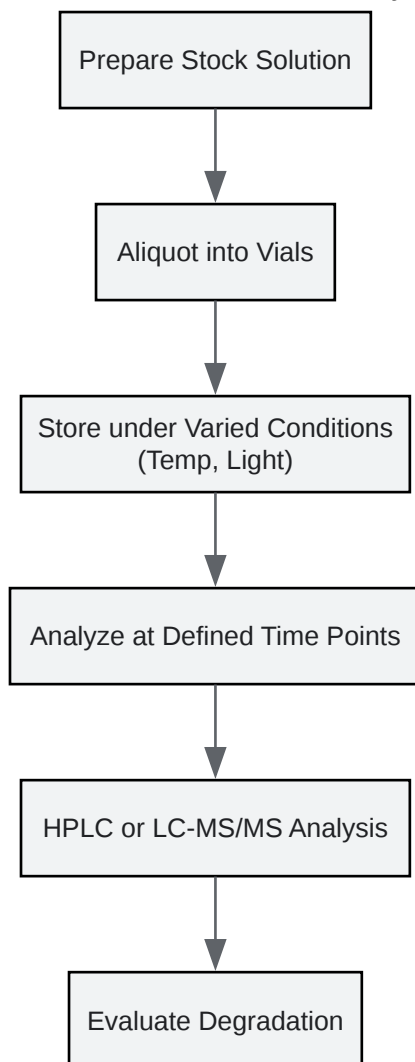 Prepare Stock Solution
Aliquot into Vials
Store under Varied Conditions
(Temp, Light)
Analyze at Defined Time Points
HPLC or LC-MS/MS Analysis
Evaluate Degradation